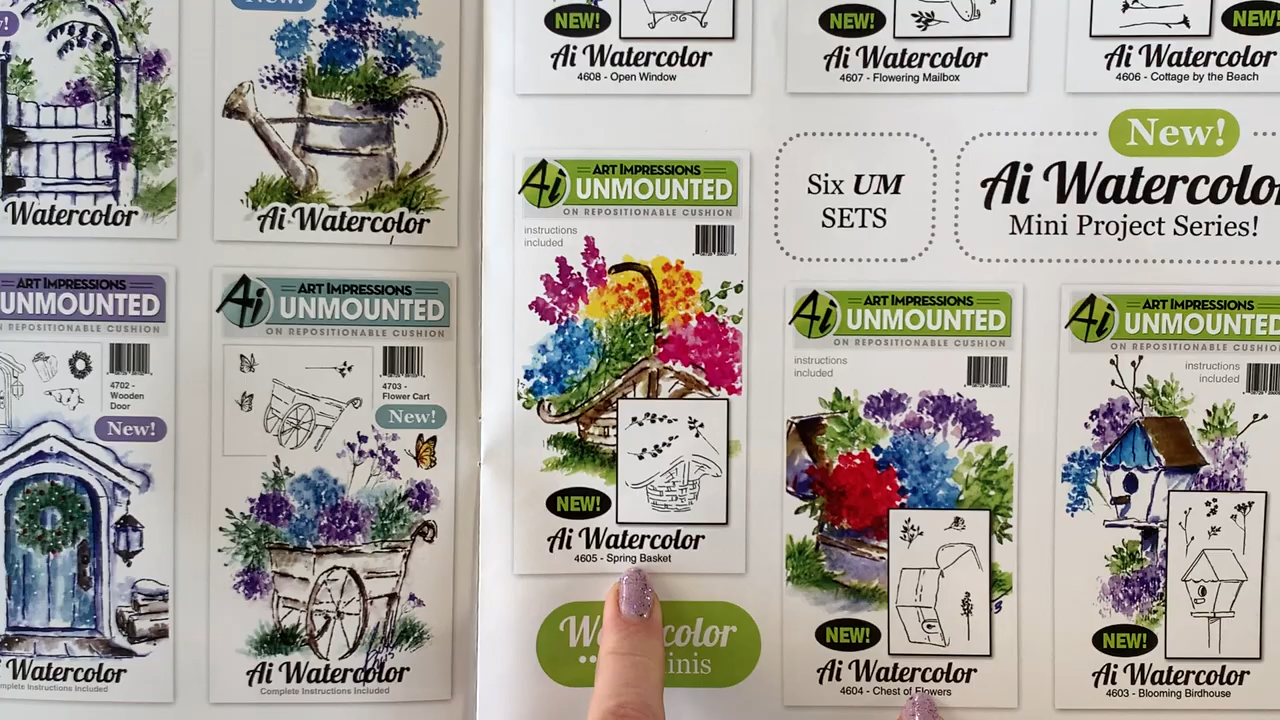 New!
Watercolor
Ai Watercolor
ART IMPRESSIONS
UNMOUNTED
ON REPOSITIONABLE CUSHION
4702 -
Wooden
Door
New!
Watercolor
Complete Instructions Included
Ai
ART IMPRESSIONS
UNMOUNTED
ON REPOSITIONABLE CUSHION
4703 -
Flower Cart
New!
Ai Watercolor
Complete Instructions Included
NEW!
Ai Watercolor
4608 - Open Window
NEW!
Ai Watercolor
4607 - Flowering Mailbox
NEW!
Ai Watercolor
4606 - Cottage by the Beach
Ai
ART IMPRESSIONS
UNMOUNTED
ON REPOSITIONABLE CUSHION
instructions
included
NEW!
Ai Watercolor
4605 - Spring Basket
Six UM
SETS
New!
Ai Watercolor
Mini Project Series!
Ai
ART IMPRESSIONS
UNMOUNTED
ON REPOSITIONABLE CUSHION
instructions
included
NEW!
Ai Watercolor
4604 - Chest of Flowers
Ai
ART IMPRESSIONS
UNMOUNTED
ON REPOSITIONABLE CUSHION
instructions
included
NEW!
Ai Watercolor
4603 - Blooming Birdhouse